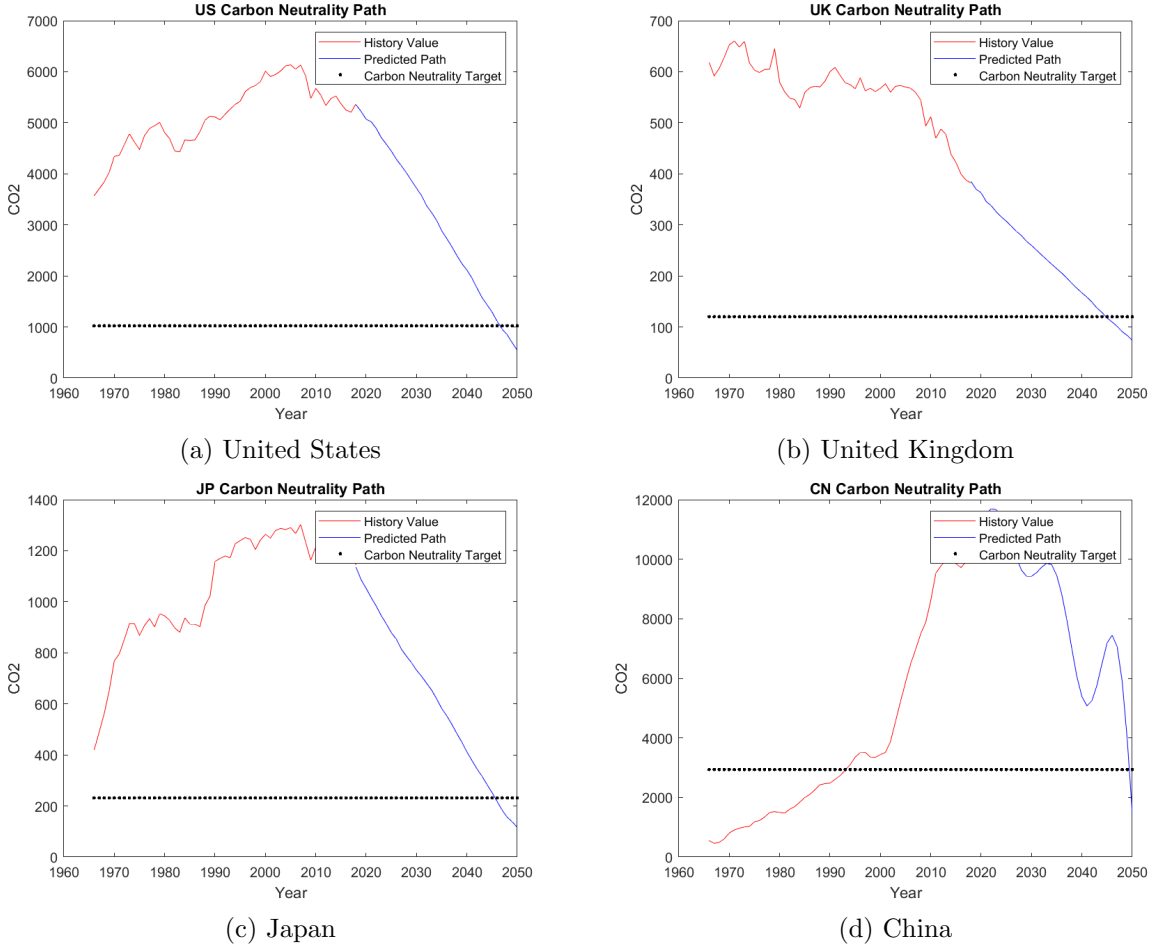 US Carbon Neutrality Path
7000
6000
5000
4000
3000
2000
1000
0
CO2
History Value
Predicted Path
Carbon Neutrality Target
1960 1970 1980 1990 2000 2010 2020 2030 2040 2050
Year
(a) United States
UK Carbon Neutrality Path
700
600
500
400
300
200
100
0
CO2
History Value
Predicted Path
Carbon Neutrality Target
1960 1970 1980 1990 2000 2010 2020 2030 2040 2050
Year
(b) United Kingdom
JP Carbon Neutrality Path
1400
1200
1000
800
600
400
200
0
CO2
History Value
Predicted Path
Carbon Neutrality Target
1960 1970 1980 1990 2000 2010 2020 2030 2040 2050
Year
(c) Japan
CN Carbon Neutrality Path
12000
10000
8000
6000
4000
2000
0
CO2
History Value
Predicted Path
Carbon Neutrality Target
1960 1970 1980 1990 2000 2010 2020 2030 2040 2050
Year
(d) China